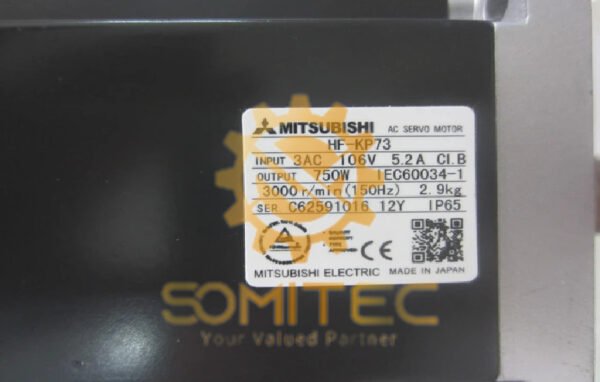 MITSUBISHI AC SERVO MOTOR
HF-KP73
INPUT 3AC 106V 5.2A Cl.B
OUTPUT 750W IEC60034-1
3000r/min(150Hz) 2.9kg
SER. C62591016 12Y IP65
CE
MITSUBISHI ELECTRIC MADE IN JAPAN
SOMITEC
Your Valued Partner